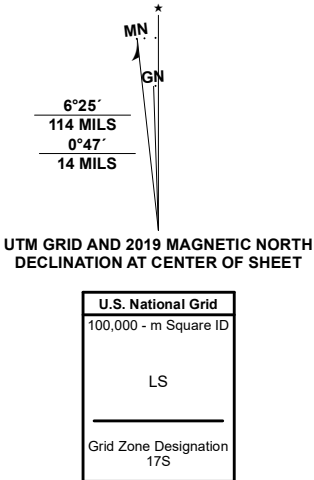 MN
GN
6°25´
114 MILS
0°47´
14 MILS
UTM GRID AND 2019 MAGNETIC NORTH
DECLINATION AT CENTER OF SHEET
U.S. National Grid
100,000 - m Square ID
LS
Grid Zone Designation
17S